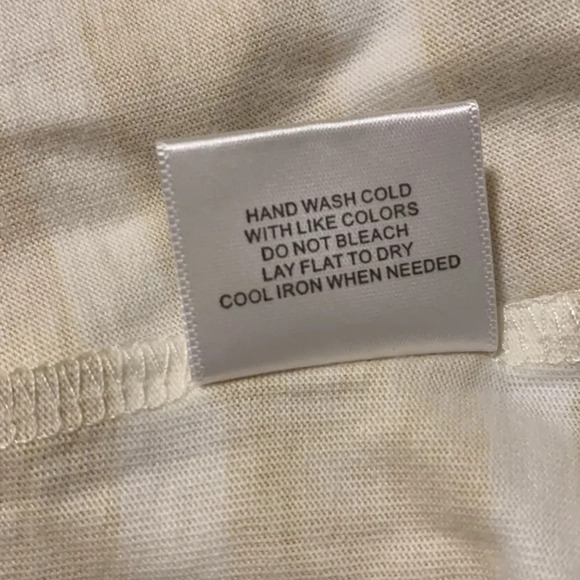 HAND WASH COLD
WITH LIKE COLORS
DO NOT BLEACH
LAY FLAT TO DRY
COOL IRON WHEN NEEDED